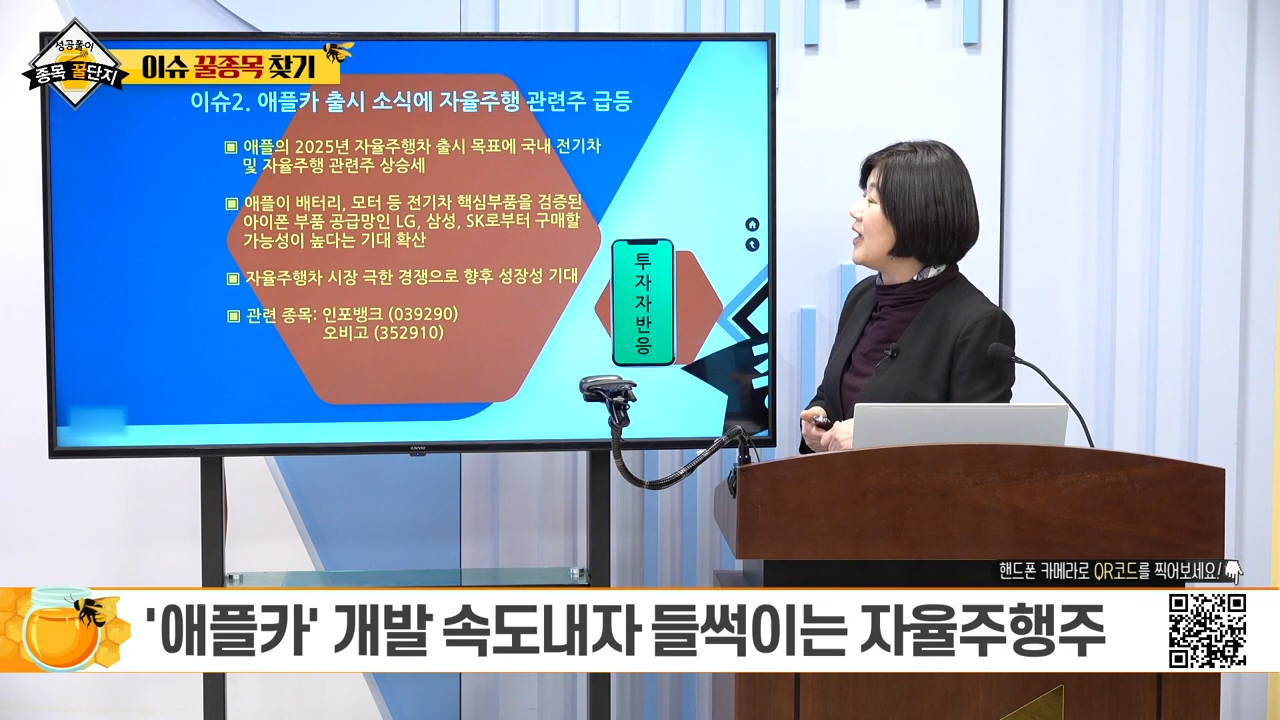 성공풀이
종목 꿀단지
이슈 꿀종목 찾기
이슈2. 애플카 출시 소식에 자율주행 관련주 급등
▣ 애플의 2025년 자율주행차 출시 목표에 국내 전기차
및 자율주행 관련주 상승세
▣ 애플이 배터리, 모터 등 전기차 핵심부품을 검증된
아이폰 부품 공급망인 LG, 삼성, SK로부터 구매할
가능성이 높다는 기대 확산
▣ 자율주행차 시장 극한 경쟁으로 향후 성장성 기대
▣ 관련 종목: 인포뱅크 (039290)
오비고 (352910)
투
자
자
반
응
핸드폰 카메라로 QR코드를 찍어보세요!
'애플카' 개발 속도내자 들썩이는 자율주행주